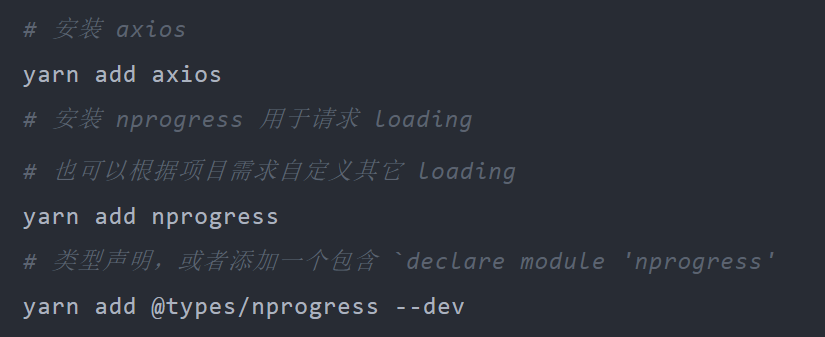 # 安装 axios
yarn add axios
# 安装 nprogress 用于请求 loading
# 也可以根据项目需求自定义其它 loading
yarn add nprogress
# 类型声明，或者添加一个包含 `declare module 'nprogress'
yarn add @types/nprogress --dev